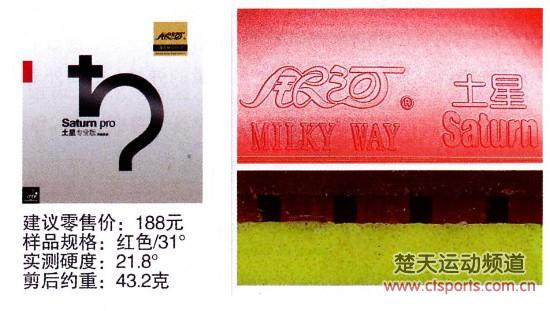 银河
Saturn pro
土星专业版
建议零售价：188元
样品规格：红色/31°
实测硬度：21.8°
剪后约重：43.2克
银河®
土星
MILKY WAY
Saturn
楚天运动频道
www.ctsports.com.cn